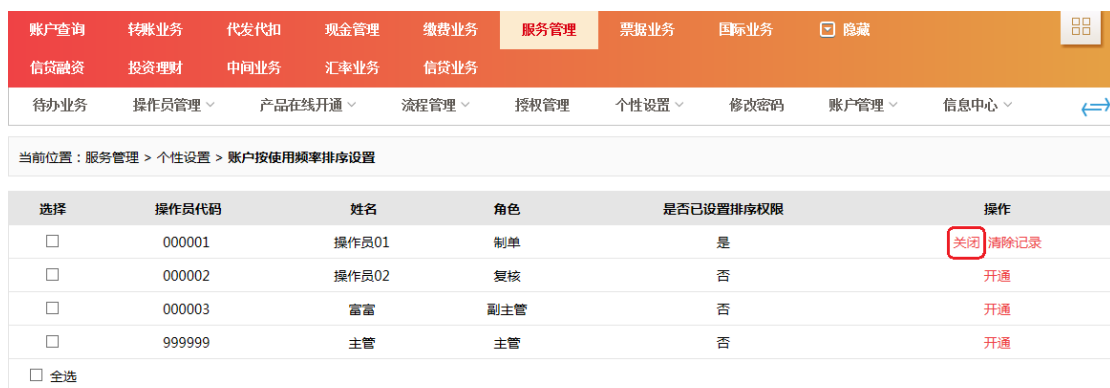 账户查询 转账业务 代发代扣 现金管理 缴费业务 服务管理 票据业务 国际业务 隐藏
信贷融资 投资理财 中间业务 汇率业务 信贷业务
待办业务 操作员管理 产品在线开通 流程管理 授权管理 个性设置 修改密码 账户管理 信息中心
当前位置：服务管理 > 个性设置 > 账户按使用频率排序设置
选择 操作员代码 姓名 角色 是否已设置排序权限 操作
000001 操作员01 制单 是 关闭 清除记录
000002 操作员02 复核 否 开通
000003 富富 副主管 否 开通
999999 主管 主管 否 开通
全选